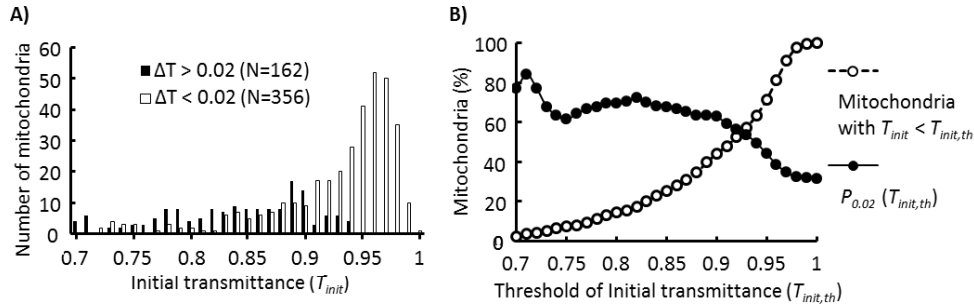 A)
Number of mitochondria
60
50
40
30
20
10
0
ΔT > 0.02 (N=162)
ΔT < 0.02 (N=356)
0.7 0.75 0.8 0.85 0.9 0.95 1
Initial transmittance (T_init)
B)
Mitochondria (%)
100
80
60
40
20
0
0.7 0.75 0.8 0.85 0.9 0.95 1
Threshold of Initial transmittance (T_init,th)
Mitochondria
with T_init < T_init,th
P_0.02 (T_init,th)